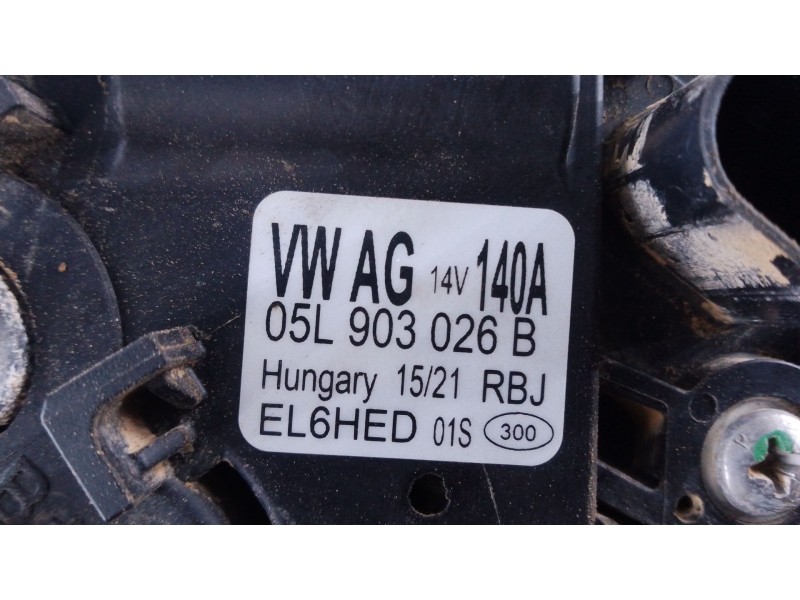 VW AG 14V 140A
05L 903 026 B
Hungary 15/21 RBJ
EL6HED 01S 300